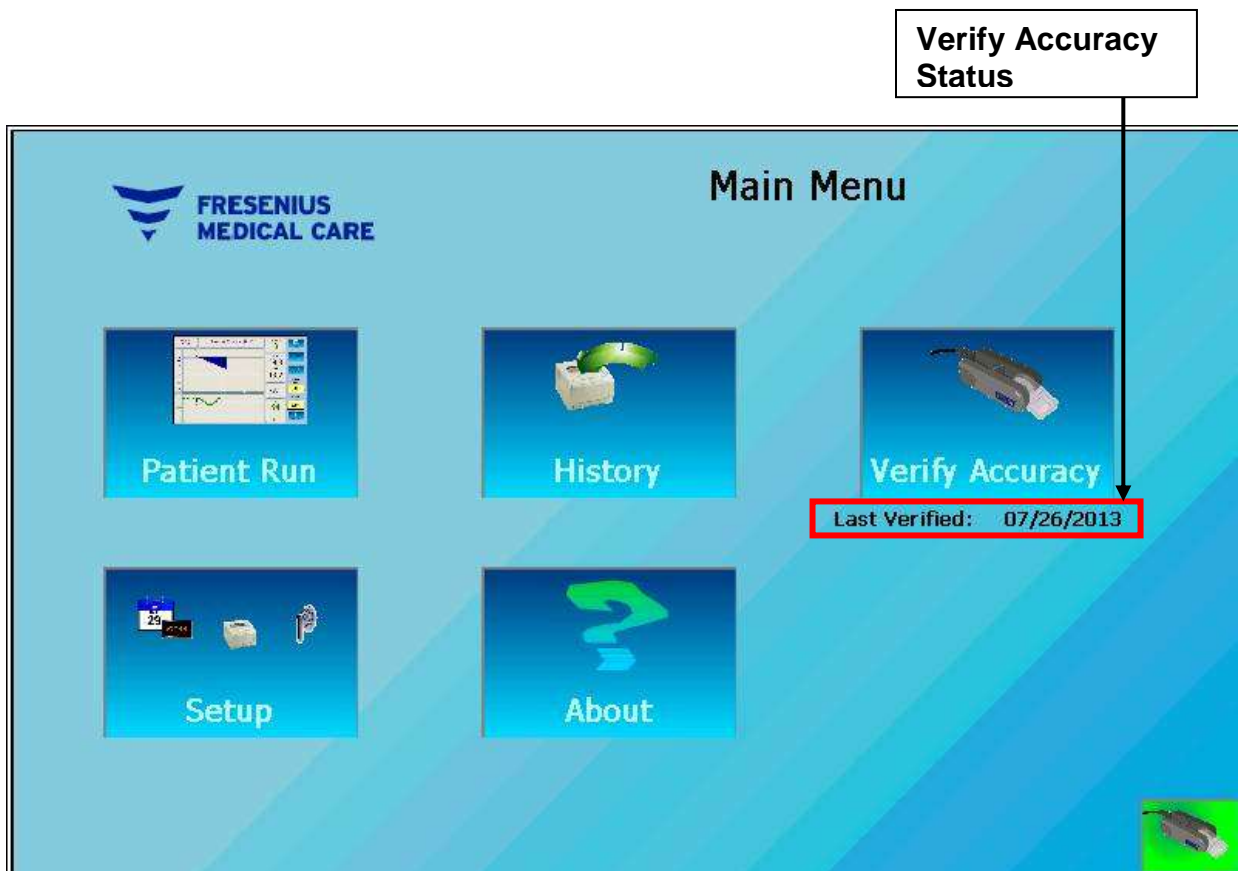 Verify Accuracy
Status
Main Menu
FRESENIUS
MEDICAL CARE
Patient Run
History
Verify Accuracy
Last Verified: 07/26/2013
29
Setup
About